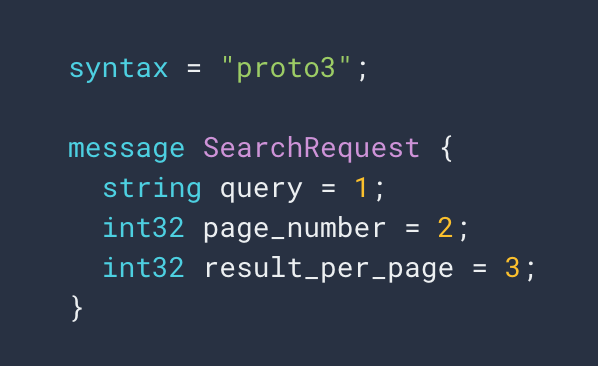 syntax = "proto3";
message SearchRequest {
string query = 1;
int32 page_number = 2;
int32 result_per_page = 3;
}